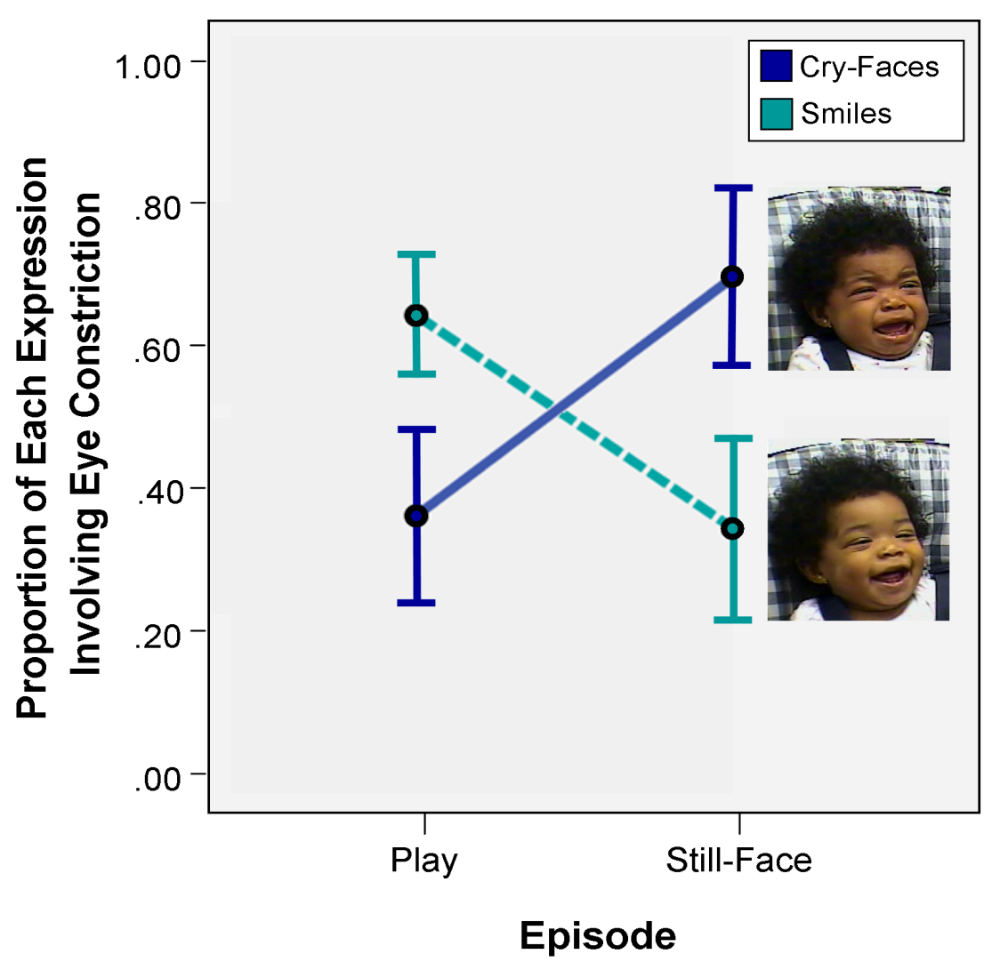 Proportion of Each Expression
Involving Eye Constriction
1.00
.80
.60
.40
.20
.00
Cry-Faces
Smiles
Play
Still-Face
Episode